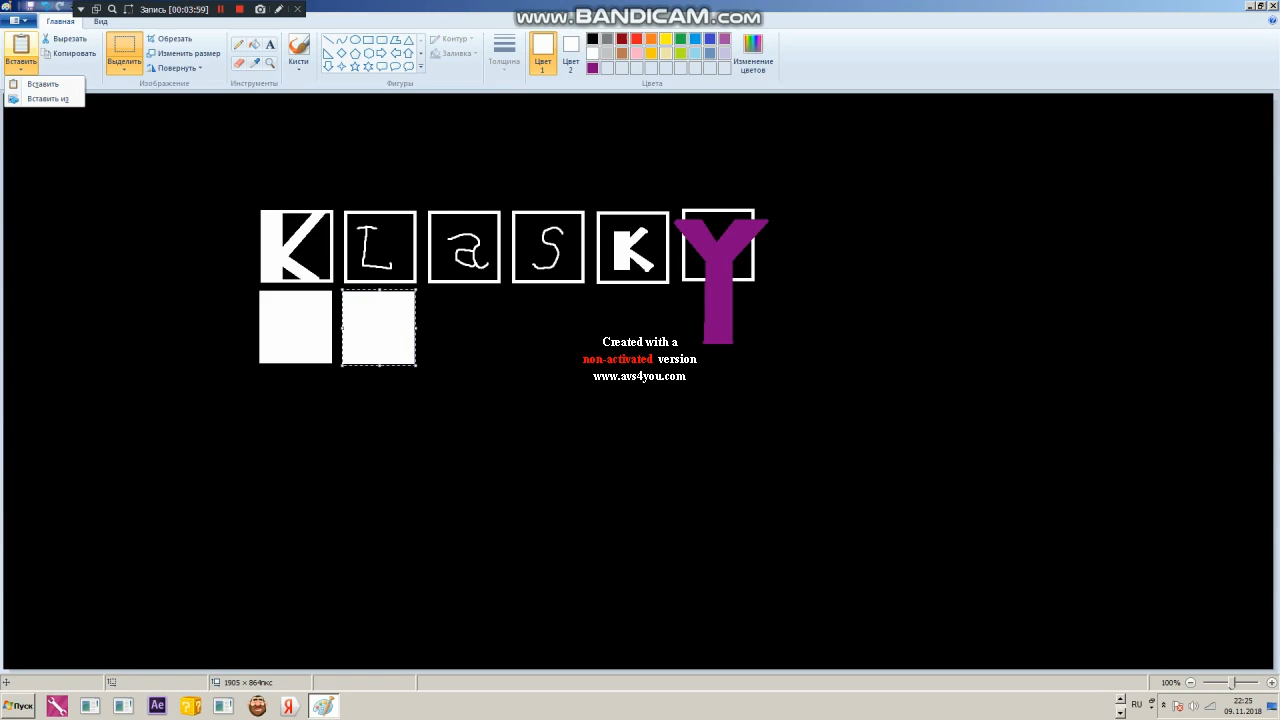 Запись [00:03:59]
www.BANDICAM.com
Главная Вид
Вставить
Вырезать
Копировать
Выделить
Обрезать
Изменить размер
Повернуть
Кисти
Контур
Заливка
Толщина
Цвет 1
Цвет 2
Изменение цветов
Изображение
Инструменты
Фигуры
Цвета
Вставить
Вставить из
K L a s K Y
Created with a
non-activated version
www.avs4you.com
1905 × 864пкс
100%
Пуск
Ae
Я
RU
22:25
09.11.2018